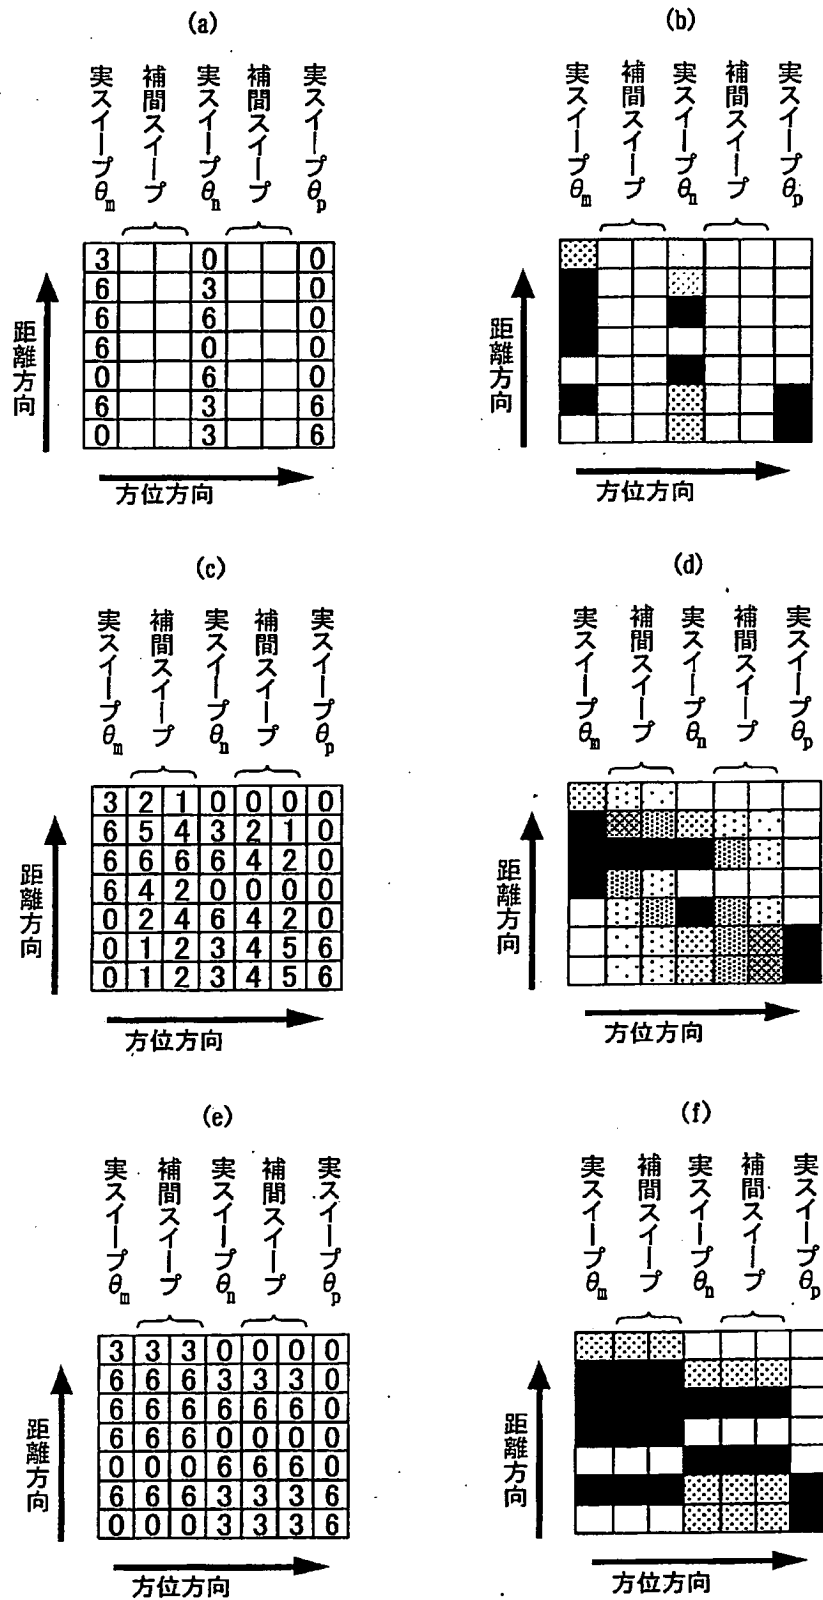 (a)
実スイープθm
補間スイープ
実スイープθn
補間スイープ
実スイープθp
3 0 0
6 3 0
6 6 0
6 0 0
0 6 0
6 3 6
0 3 6
距離方向
方位方向
(b)
実スイープθm
補間スイープ
実スイープθn
補間スイープ
実スイープθp
距離方向
方位方向
(c)
実スイープθm
補間スイープ
実スイープθn
補間スイープ
実スイープθp
3 2 1 0 0 0 0
6 5 4 3 2 1 0
6 6 6 6 4 2 0
6 4 2 0 0 0 0
0 2 4 6 4 2 0
0 1 2 3 4 5 6
0 1 2 3 4 5 6
距離方向
方位方向
(d)
実スイープθm
補間スイープ
実スイープθn
補間スイープ
実スイープθp
距離方向
方位方向
(e)
実スイープθm
補間スイープ
実スイープθn
補間スイープ
実スイープθp
3 3 3 0 0 0 0
6 6 6 3 3 3 0
6 6 6 6 6 6 0
6 6 6 0 0 0 0
0 0 0 6 6 6 0
6 6 6 3 3 3 6
0 0 0 3 3 3 6
距離方向
方位方向
(f)
実スイープθm
補間スイープ
実スイープθn
補間スイープ
実スイープθp
距離方向
方位方向